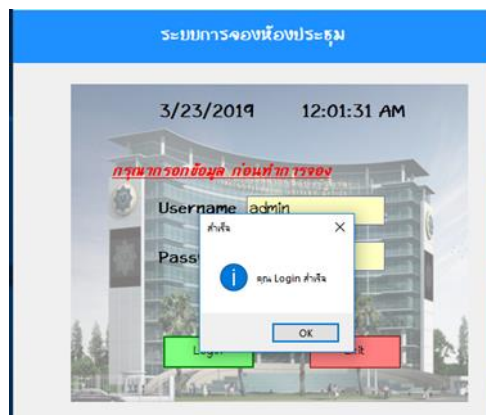 ระบบการจองห้องประชุม
3/23/2019 12:01:31 AM
กรุณากรอกข้อมูล ก่อนทำการจอง
Username admin
สำเร็จ
คุณ Login สำเร็จ
OK